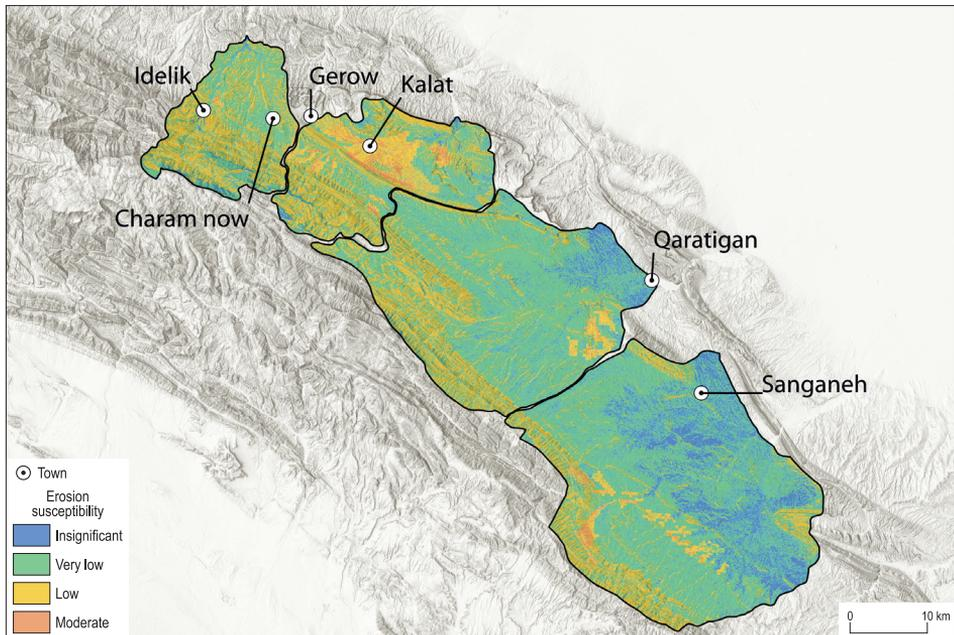 Idelik
Gerow
Kalat
Charam now
Qaratigan
Sanganeh
Town
Erosion
susceptibility
Insignificant
Very low
Low
Moderate
0 10 km